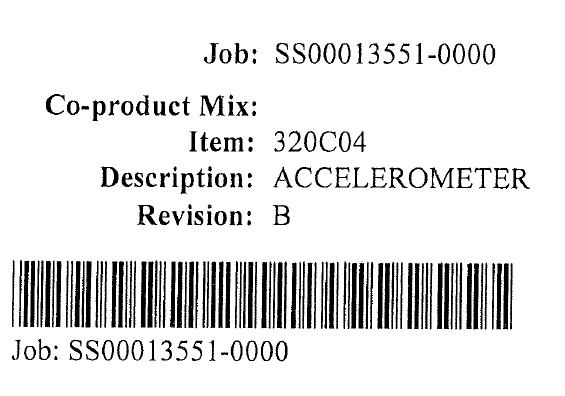 Job: SS00013551-0000
Co-product Mix:
Item: 320C04
Description: ACCELEROMETER
Revision: B
Job: SS00013551-0000